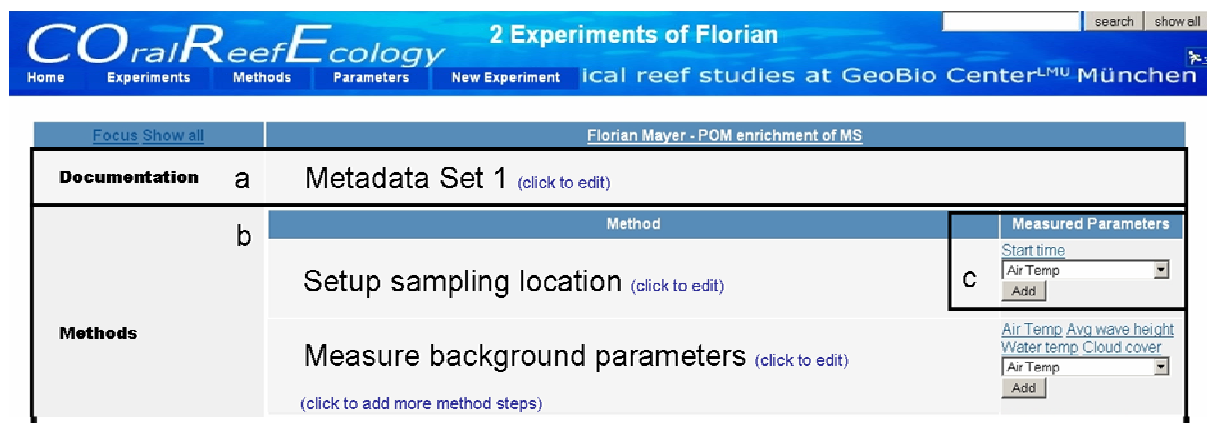 search show all
COralReefEcology
2 Experiments of Florian
Home Experiments Methods Parameters New Experiment
ical reef studies at GeoBio Center LMU München
Focus Show all
Florian Mayer - POM enrichment of MS
Documentation a Metadata Set 1 (click to edit)
b Method Measured Parameters
Start time
Setup sampling location (click to edit) c Air Temp
Add
Methods
Air Temp Avg wave height
Water temp Cloud cover
Measure background parameters (click to edit) Air Temp
Add
(click to add more method steps)